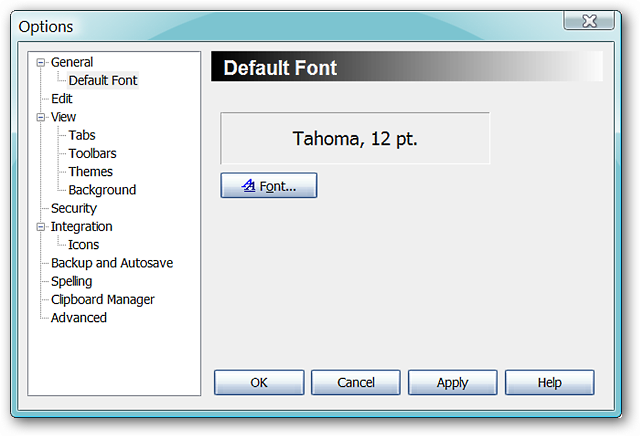 Options
General
Default Font
Edit
View
Tabs
Toolbars
Themes
Background
Security
Integration
Icons
Backup and Autosave
Spelling
Clipboard Manager
Advanced
Default Font
Tahoma, 12 pt.
Font...
OK
Cancel
Apply
Help